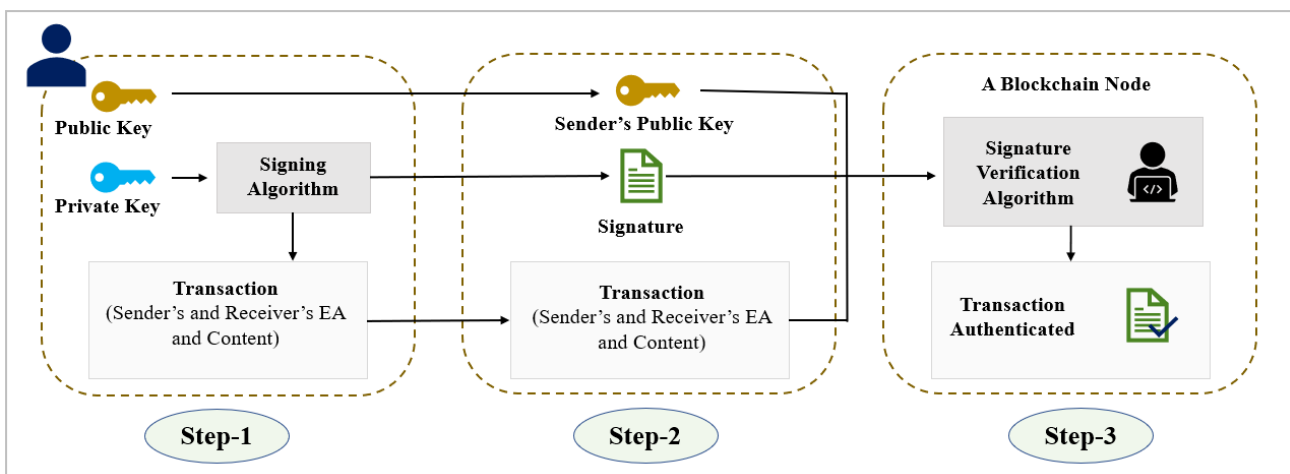 Public Key
Private Key
Signing
Algorithm
Transaction
(Sender's and Receiver's EA
and Content)
Step-1
Sender's Public Key
Signature
Transaction
(Sender's and Receiver's EA
and Content)
Step-2
A Blockchain Node
Signature
Verification
Algorithm
</>
Transaction
Authenticated
Step-3